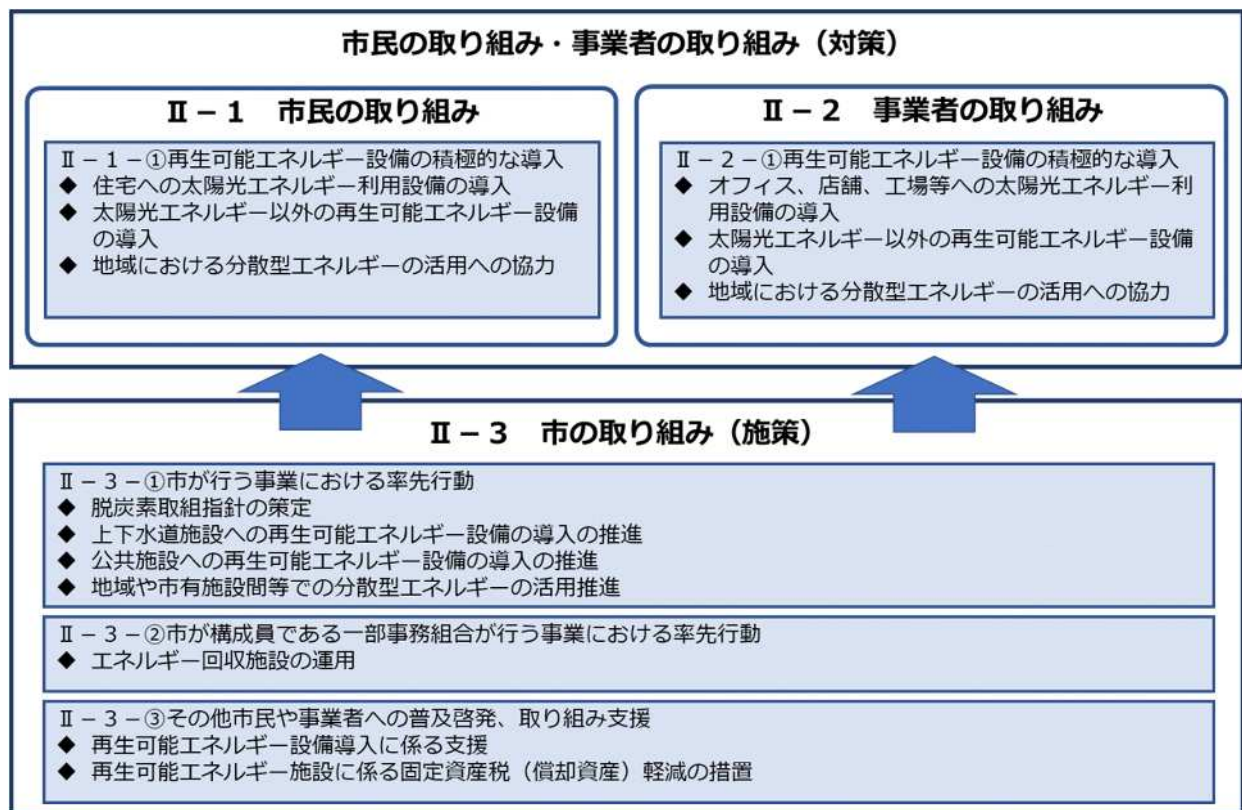 市民の取り組み・事業者の取り組み（対策）
Ⅱ－１　市民の取り組み
Ⅱ－１－①再生可能エネルギー設備の積極的な導入
◆ 住宅への太陽光エネルギー利用設備の導入
◆ 太陽光エネルギー以外の再生可能エネルギー設備
の導入
◆ 地域における分散型エネルギーの活用への協力
Ⅱ－２　事業者の取り組み
Ⅱ－２－①再生可能エネルギー設備の積極的な導入
◆ オフィス、店舗、工場等への太陽光エネルギー利
用設備の導入
◆ 太陽光エネルギー以外の再生可能エネルギー設備
の導入
◆ 地域における分散型エネルギーの活用への協力
Ⅱ－３　市の取り組み（施策）
Ⅱ－３－①市が行う事業における率先行動
◆ 脱炭素取組指針の策定
◆ 上下水道施設への再生可能エネルギー設備の導入の推進
◆ 公共施設への再生可能エネルギー設備の導入の推進
◆ 地域や市有施設間等での分散型エネルギーの活用推進
Ⅱ－３－②市が構成員である一部事務組合が行う事業における率先行動
◆ エネルギー回収施設の運用
Ⅱ－３－③その他市民や事業者への普及啓発、取り組み支援
◆ 再生可能エネルギー設備導入に係る支援
◆ 再生可能エネルギー施設に係る固定資産税（償却資産）軽減の措置